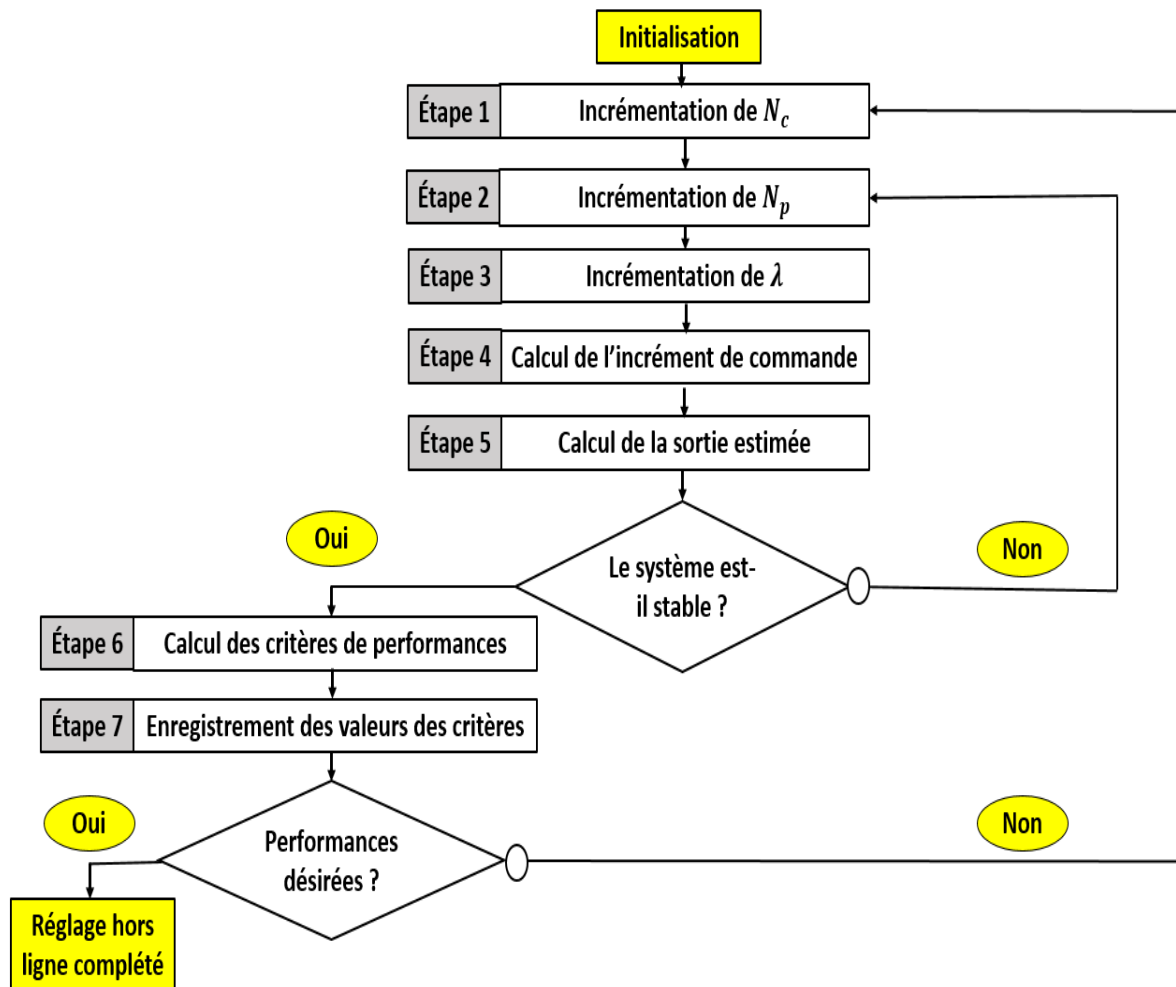 Initialisation
Étape 1
Incrémentation de N_c
Étape 2
Incrémentation de N_p
Étape 3
Incrémentation de λ
Étape 4
Calcul de l'incrément de commande
Étape 5
Calcul de la sortie estimée
Oui
Non
Le système est-
il stable ?
Étape 6
Calcul des critères de performances
Étape 7
Enregistrement des valeurs des critères
Oui
Non
Performances
désirées ?
Réglage hors
ligne complété